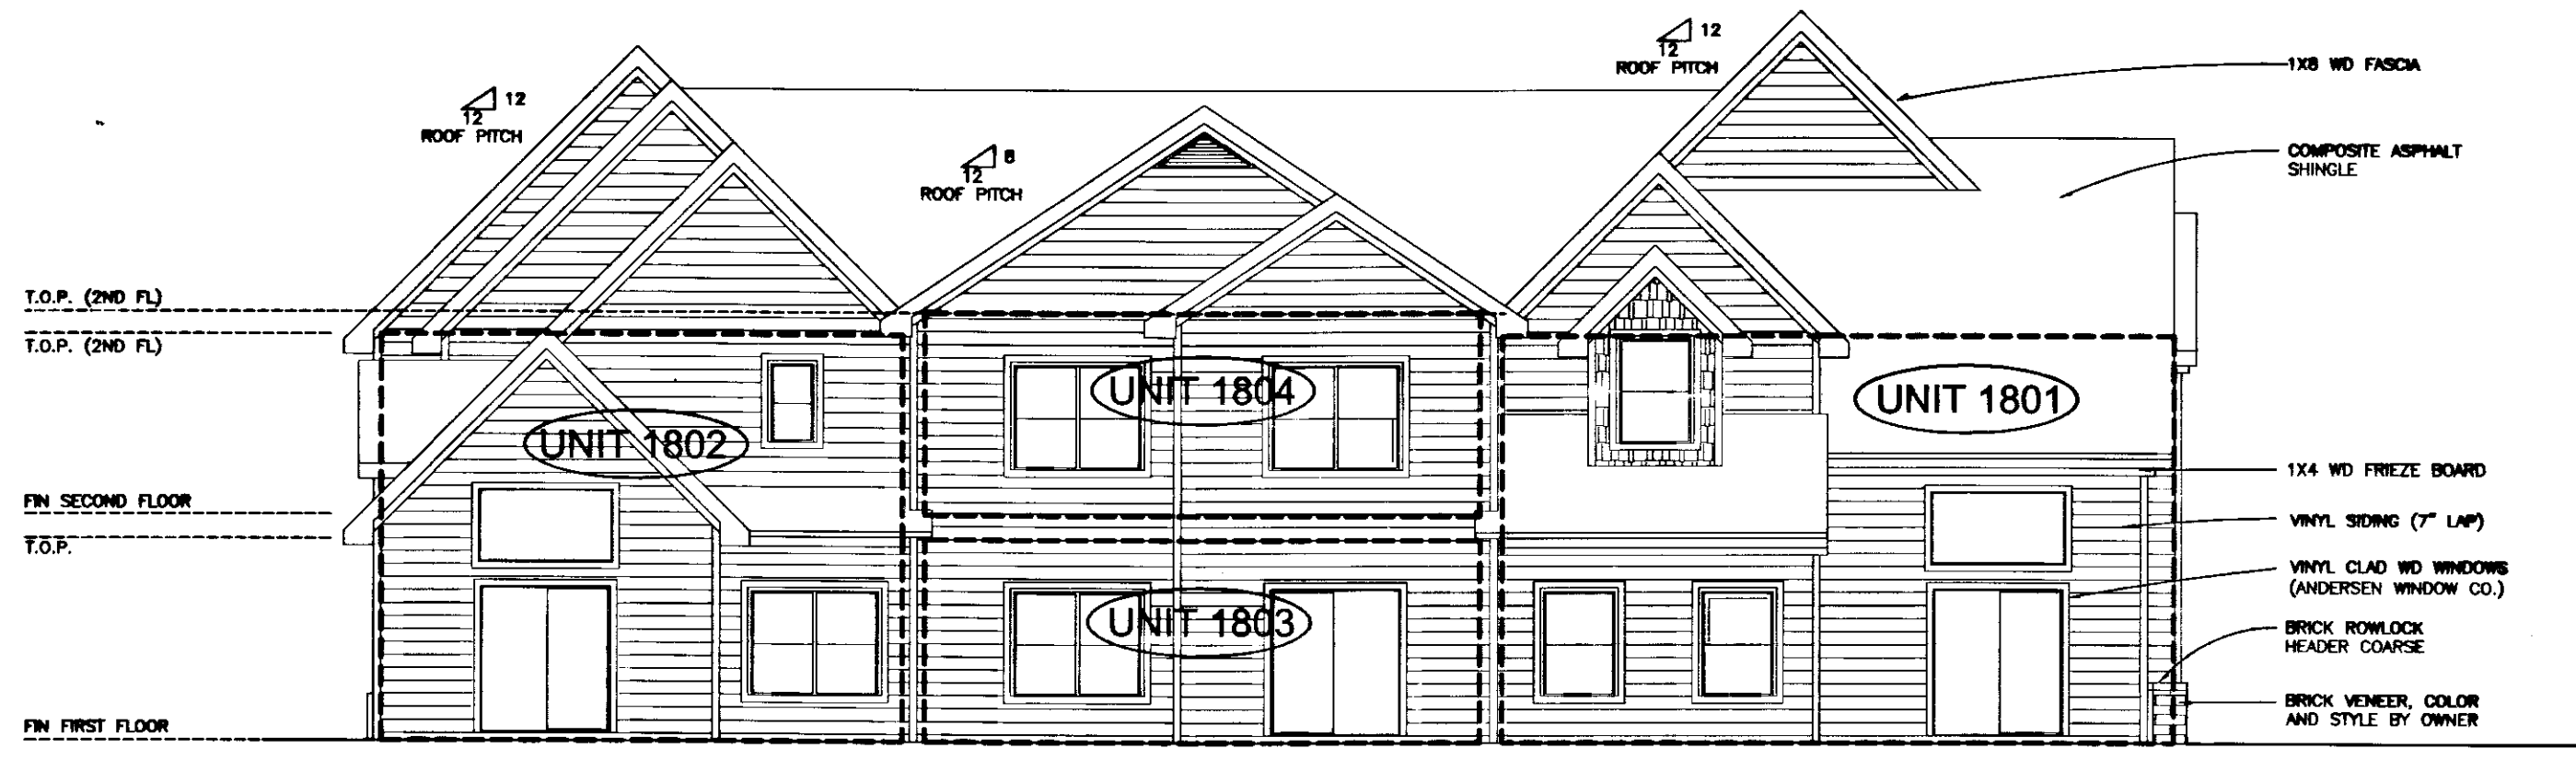 12
12
ROOF PITCH
12
12
ROOF PITCH
8
12
ROOF PITCH
1X8 WD FASCIA
COMPOSITE ASPHALT
SHINGLE
T.O.P. (2ND FL)
T.O.P. (2ND FL)
UNIT 1804
UNIT 1801
UNIT 1802
1X4 WD FRIEZE BOARD
FIN SECOND FLOOR
VINYL SIDING (7" LAP)
T.O.P.
VINYL CLAD WD WINDOWS
(ANDERSEN WINDOW CO.)
UNIT 1803
BRICK ROWLOCK
HEADER COARSE
FIN FIRST FLOOR
BRICK VENEER, COLOR
AND STYLE BY OWNER